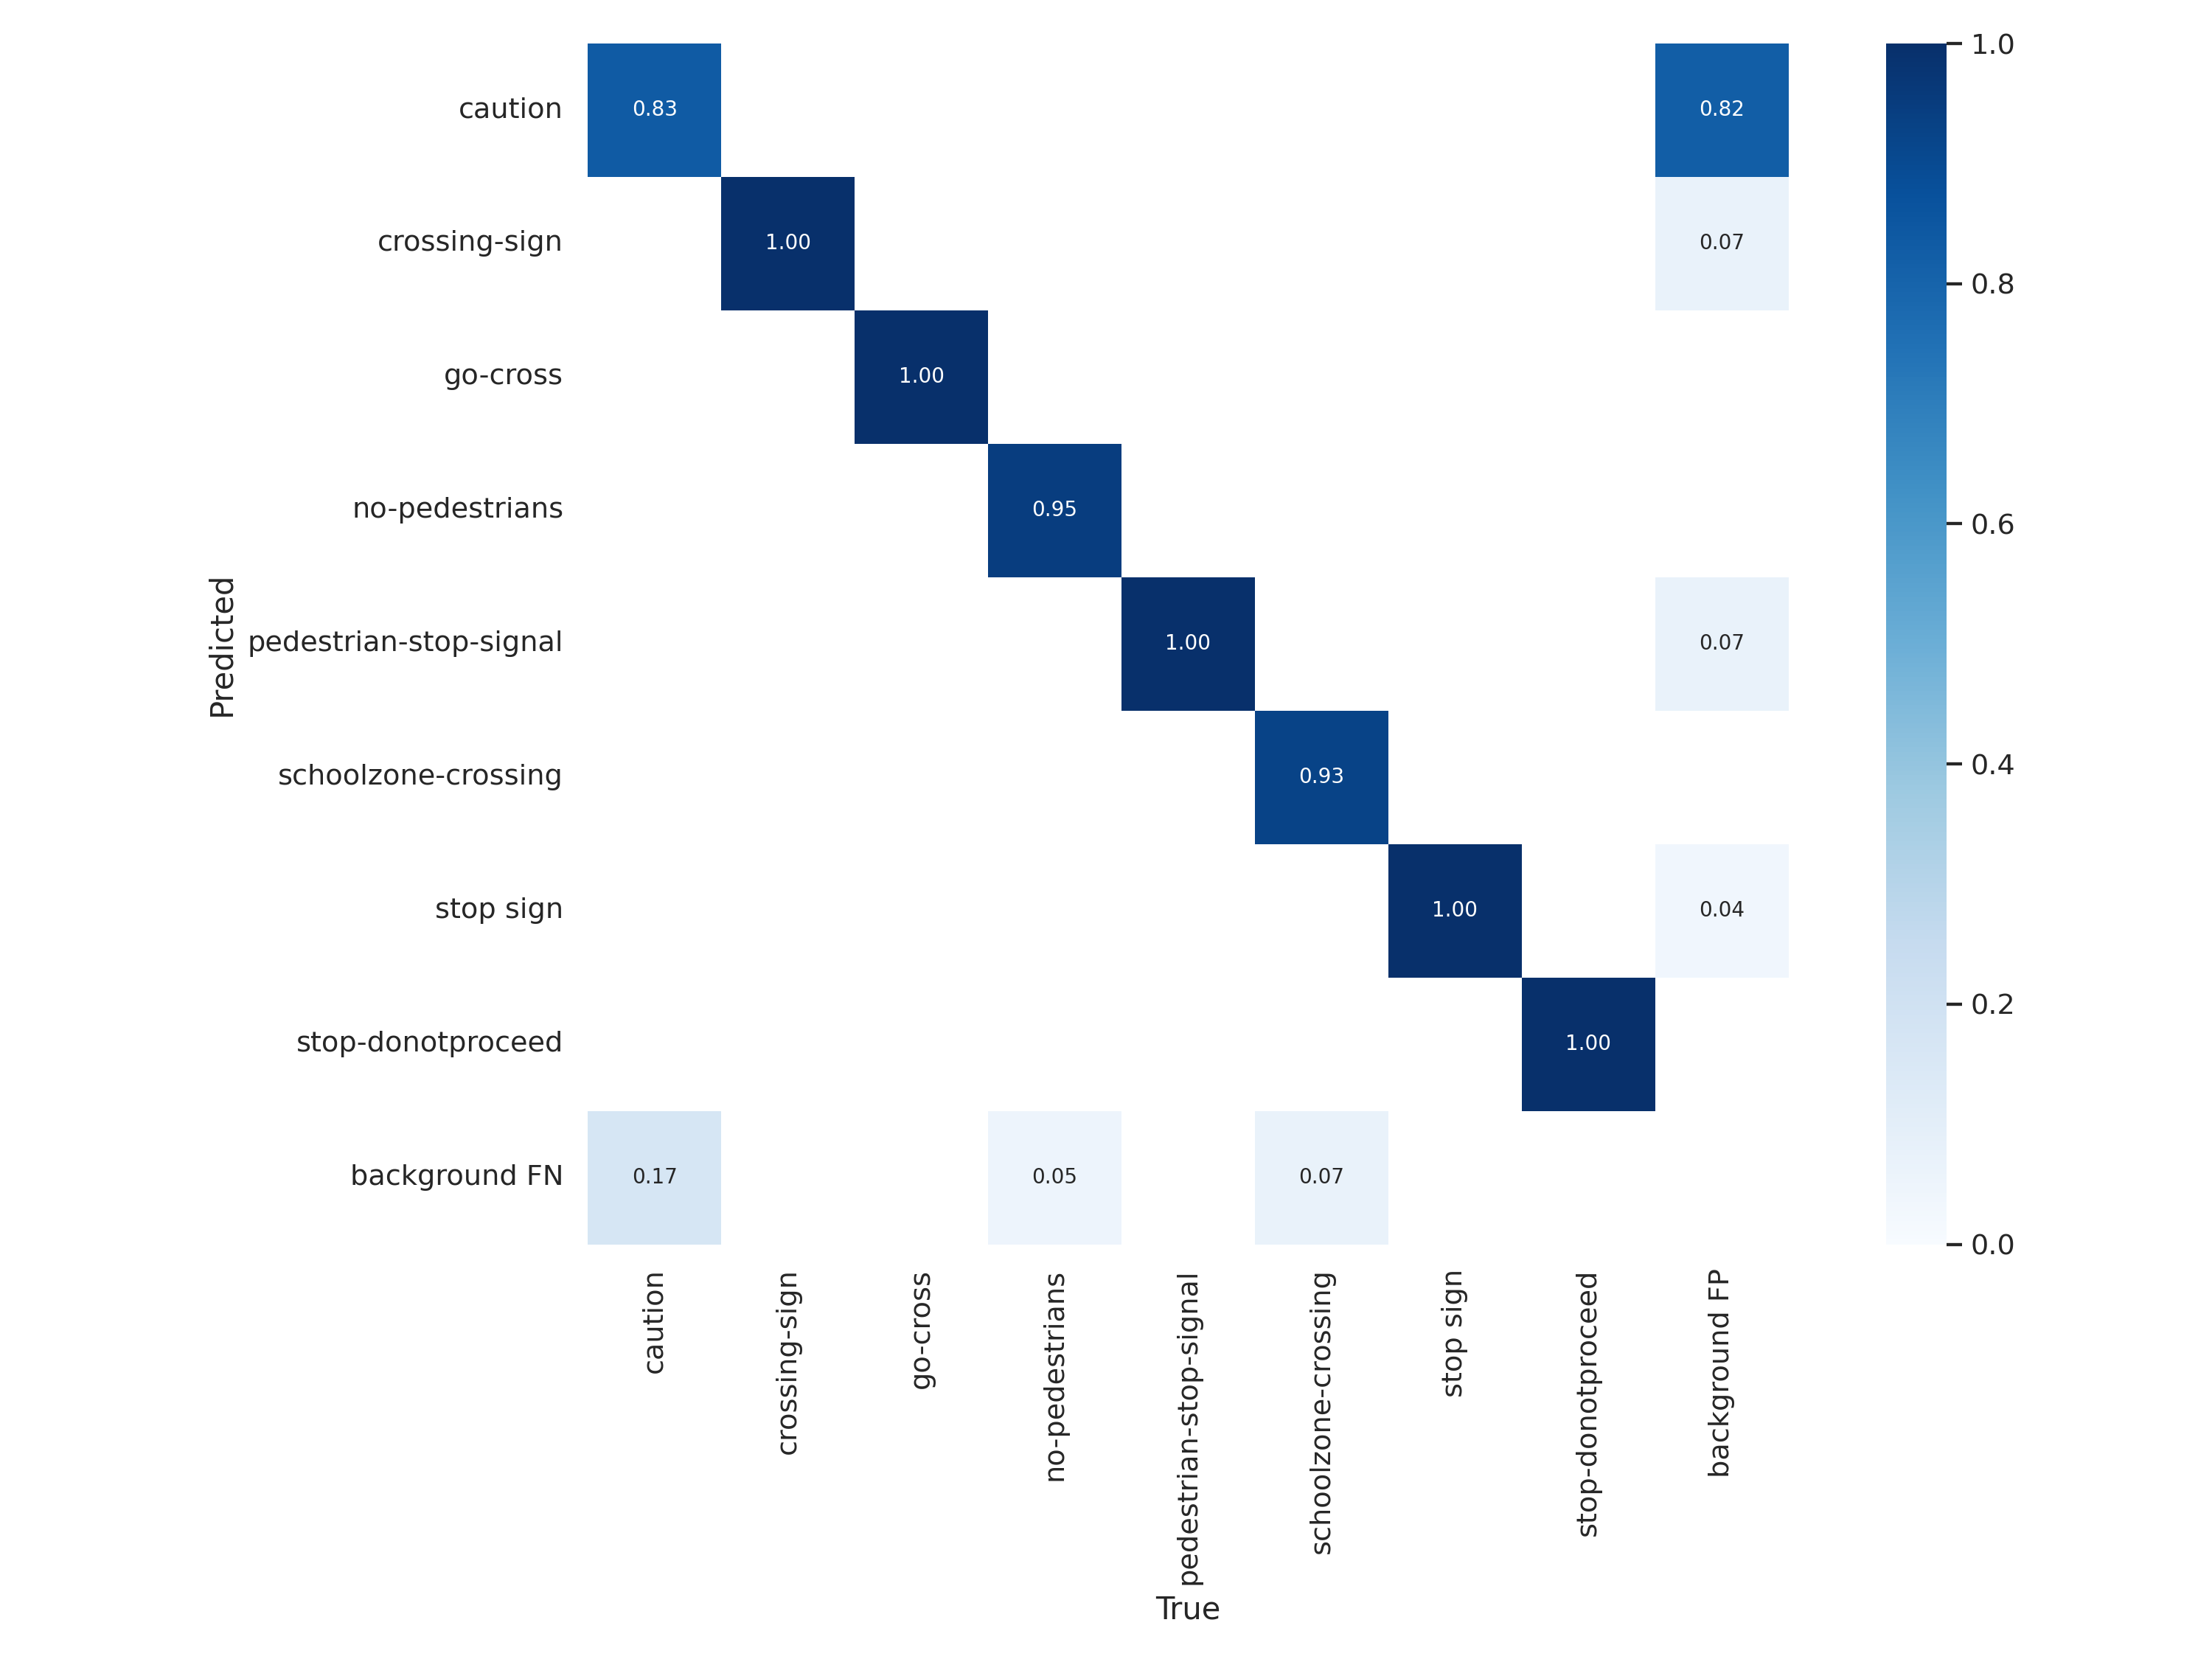 caution 0.83 0.82
crossing-sign 1.00 0.07
go-cross 1.00
no-pedestrians 0.95
pedestrian-stop-signal 1.00 0.07
schoolzone-crossing 0.93
stop sign 1.00 0.04
stop-donotproceed 1.00
background FN 0.17 0.05 0.07
Predicted
caution
crossing-sign
go-cross
no-pedestrians
pedestrian-stop-signal
schoolzone-crossing
stop sign
stop-donotproceed
background FP
True
1.0
0.8
0.6
0.4
0.2
0.0